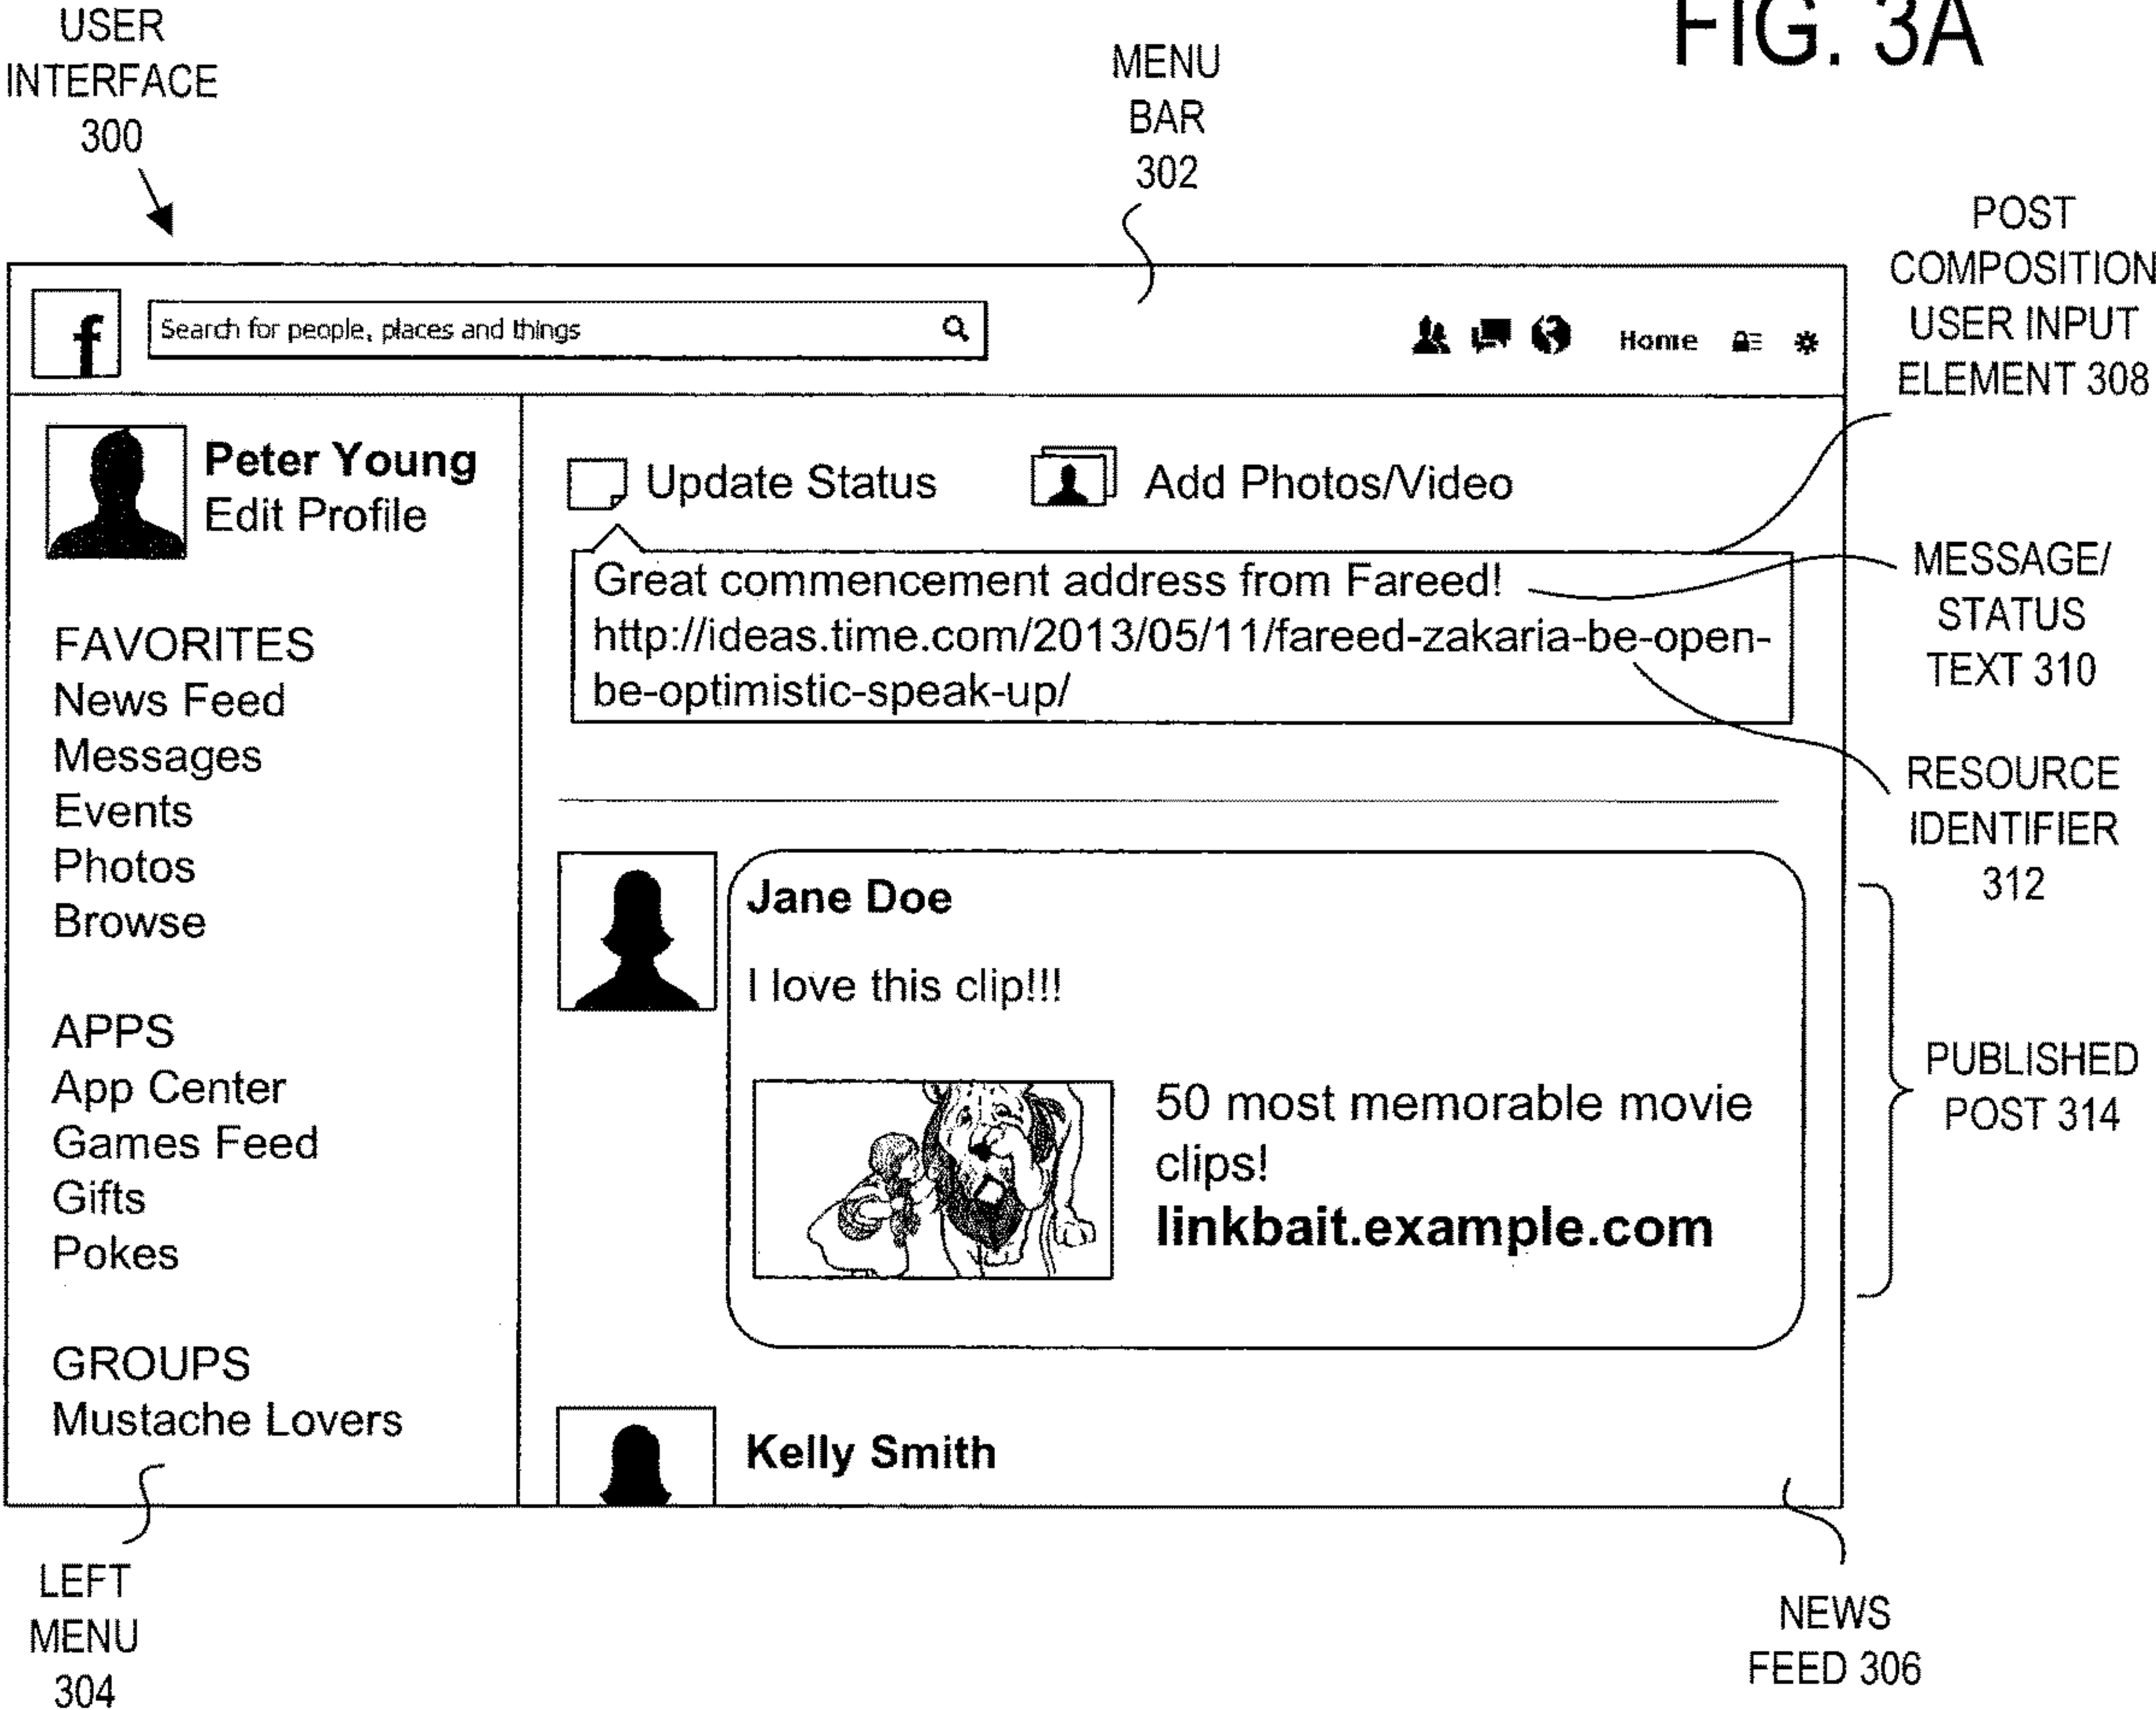 FIG. 3A
USER
INTERFACE
300
MENU
BAR
302
POST
COMPOSITION
USER INPUT
ELEMENT 308
f
Search for people, places and things
Home
Peter Young
Edit Profile
Update Status
Add Photos/Video
Great commencement address from Fareed!
http://ideas.time.com/2013/05/11/fareed-zakaria-be-open-
be-optimistic-speak-up/
MESSAGE/
STATUS
TEXT 310
RESOURCE
IDENTIFIER
312
FAVORITES
News Feed
Messages
Events
Photos
Browse
APPS
App Center
Games Feed
Gifts
Pokes
GROUPS
Mustache Lovers
Jane Doe
I love this clip!!!
50 most memorable movie
clips!
linkbait.example.com
PUBLISHED
POST 314
Kelly Smith
LEFT
MENU
304
NEWS
FEED 306